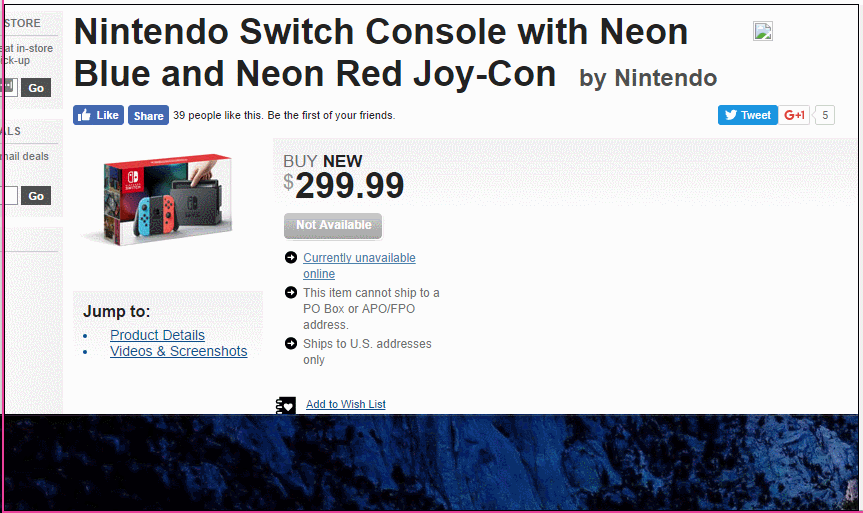 STORE
at in-store
ick-up
Go
ALS
mail deals
Go
Nintendo Switch Console with Neon
Blue and Neon Red Joy-Con by Nintendo
Like Share 39 people like this. Be the first of your friends.
Tweet G+1 5
BUY NEW
$299.99
Not Available
Currently unavailable
online
This item cannot ship to a
PO Box or APO/FPO
address.
Ships to U.S. addresses
only
Add to Wish List
Jump to:
• Product Details
• Videos & Screenshots